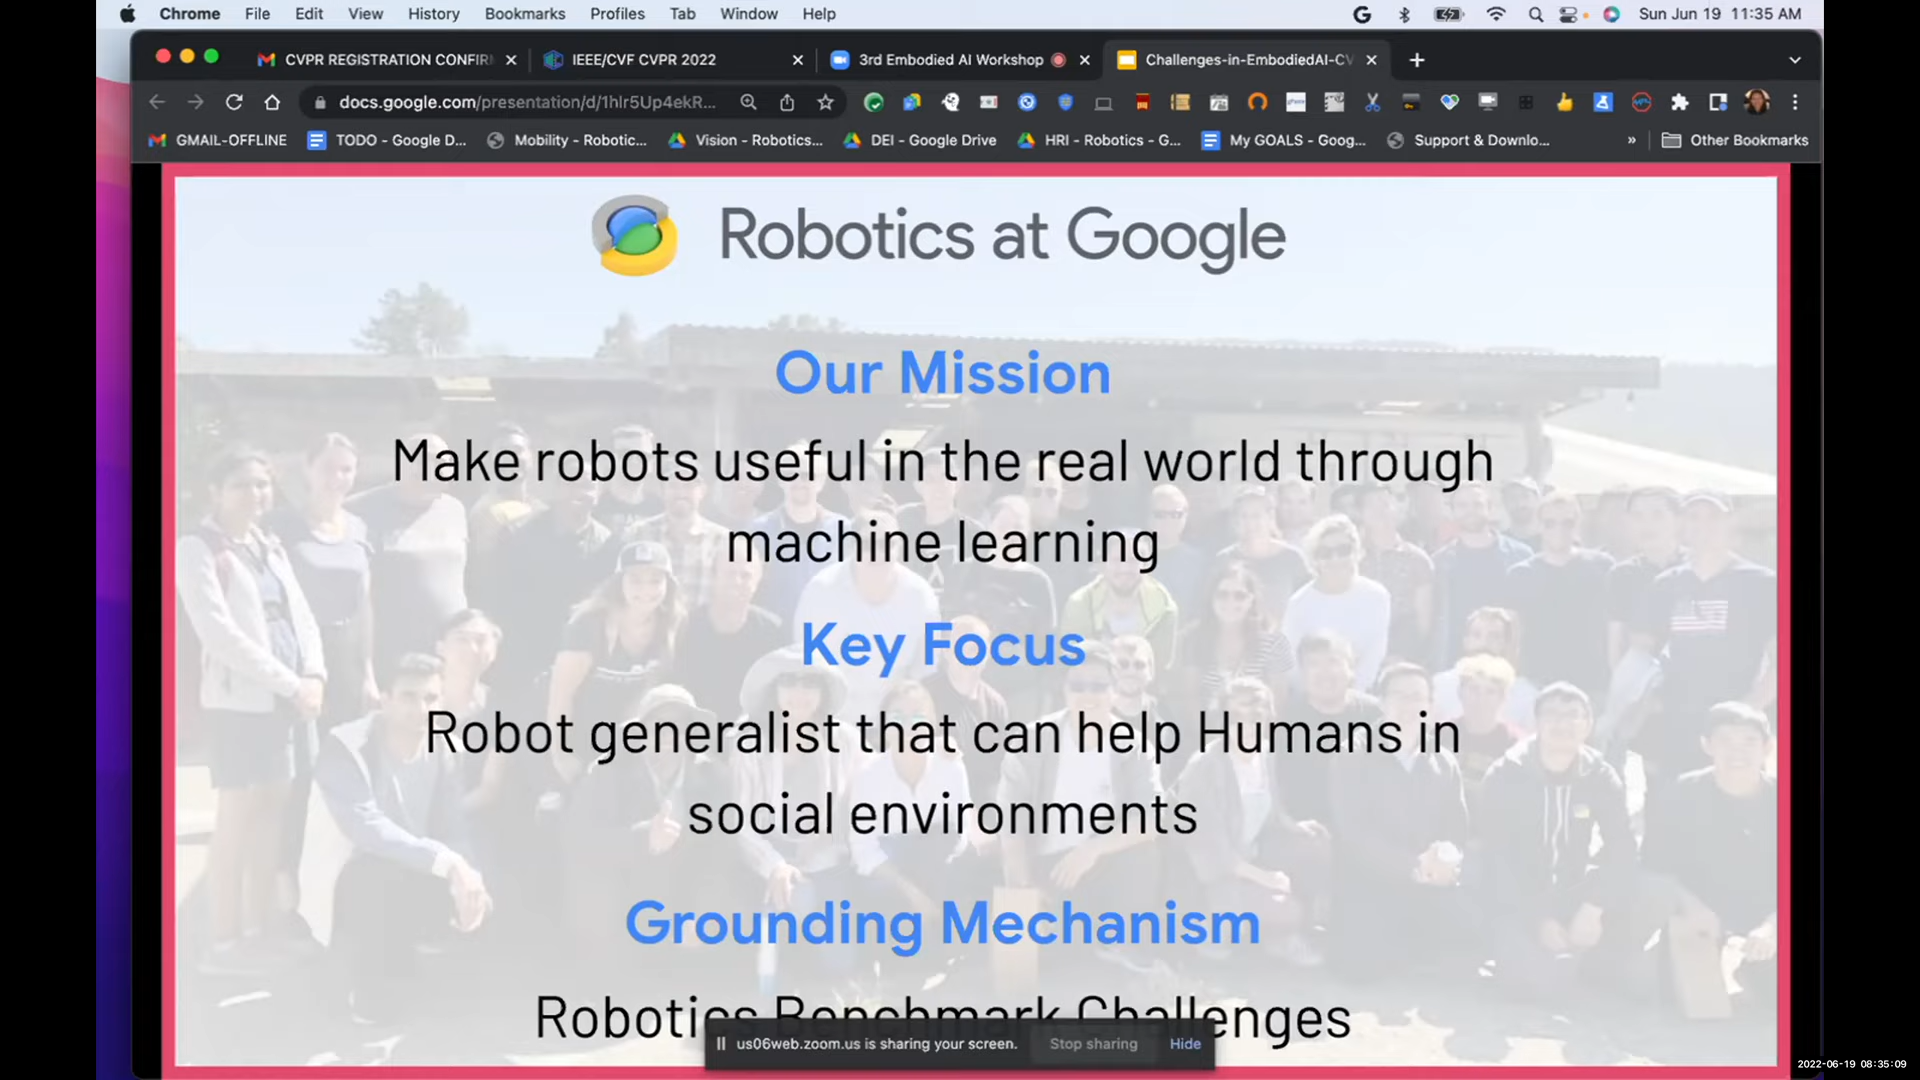 Chrome File Edit View History Bookmarks Profiles Tab Window Help Sun Jun 19 11:35 AM
CVPR REGISTRATION CONFIR IEEE/CVF CVPR 2022 3rd Embodied AI Workshop Challenges-in-EmbodiedAI-CV
docs.google.com/presentation/d/1hlr5Up4ekR...
GMAIL-OFFLINE TODO - Google D... Mobility - Robotic... Vision - Robotics... DEI - Google Drive HRI - Robotics - G... My GOALS - Goog... Support & Downlo... » Other Bookmarks
Robotics at Google
Our Mission
Make robots useful in the real world through
machine learning
Key Focus
Robot generalist that can help Humans in
social environments
Grounding Mechanism
Robotics Benchmark Challenges
us06web.zoom.us is sharing your screen. Stop sharing Hide
2022-06-19 08:35:09